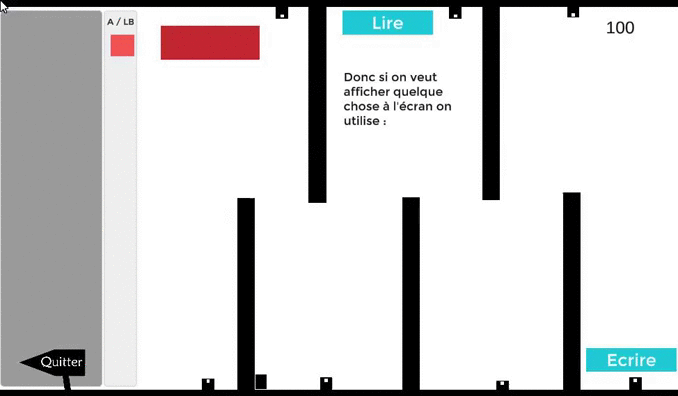 A / LB
Lire
100
Donc si on veut
afficher quelque
chose à l'écran on
utilise :
Quitter
Ecrire